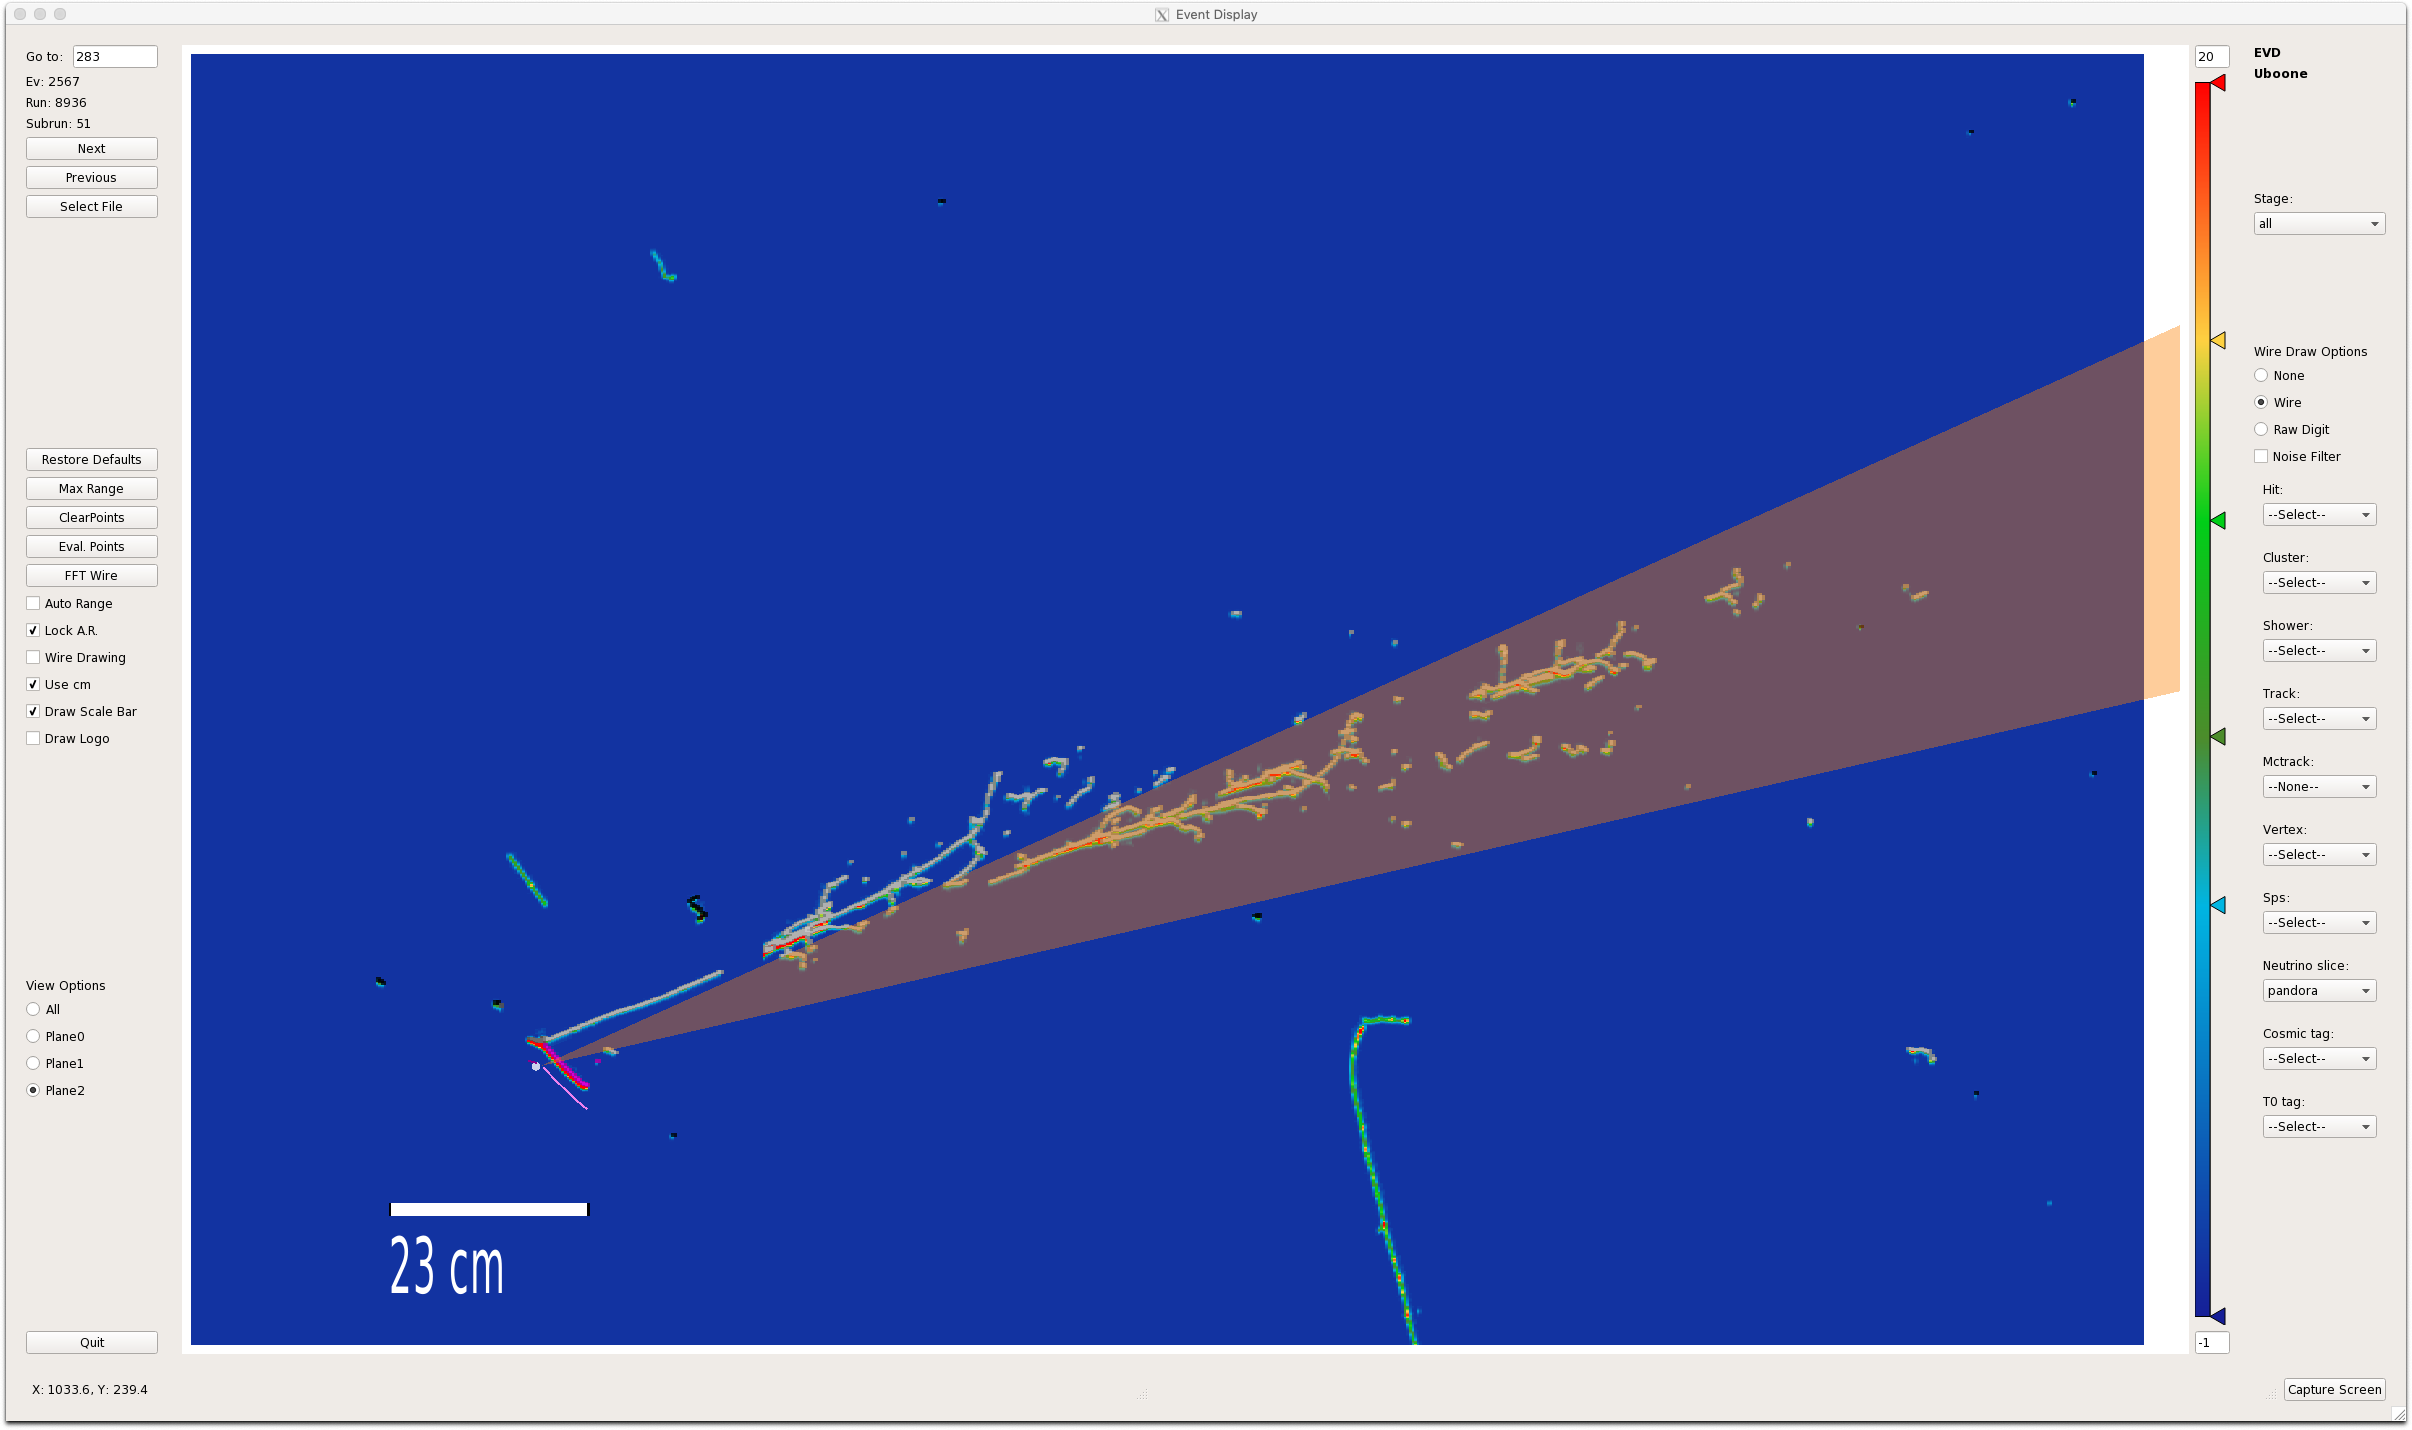 Event Display
Go to: 283
Ev: 2567
Run: 8936
Subrun: 51
Next
Previous
Select File
Restore Defaults
Max Range
ClearPoints
Eval. Points
FFT Wire
Auto Range
Lock A.R.
Wire Drawing
Use cm
Draw Scale Bar
Draw Logo
View Options
All
Plane0
Plane1
Plane2
Quit
X: 1033.6, Y: 239.4
23 cm
20
-1
EVD
Uboone
Stage:
all
Wire Draw Options
None
Wire
Raw Digit
Noise Filter
Hit:
--Select--
Cluster:
--Select--
Shower:
--Select--
Track:
--Select--
Mctrack:
--None--
Vertex:
--Select--
Sps:
--Select--
Neutrino slice:
pandora
Cosmic tag:
--Select--
T0 tag:
--Select--
Capture Screen